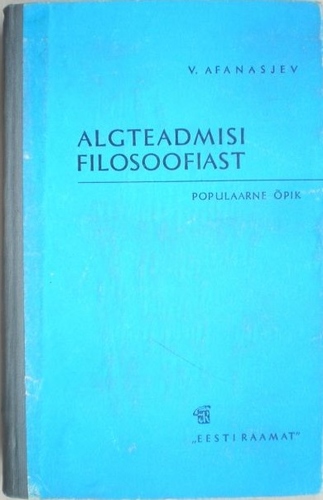 V. AFANASJEV
ALGTEADMISI
FILOSOOFIAST
POPULAARNE ÕPIK
„EESTI RAAMAT"